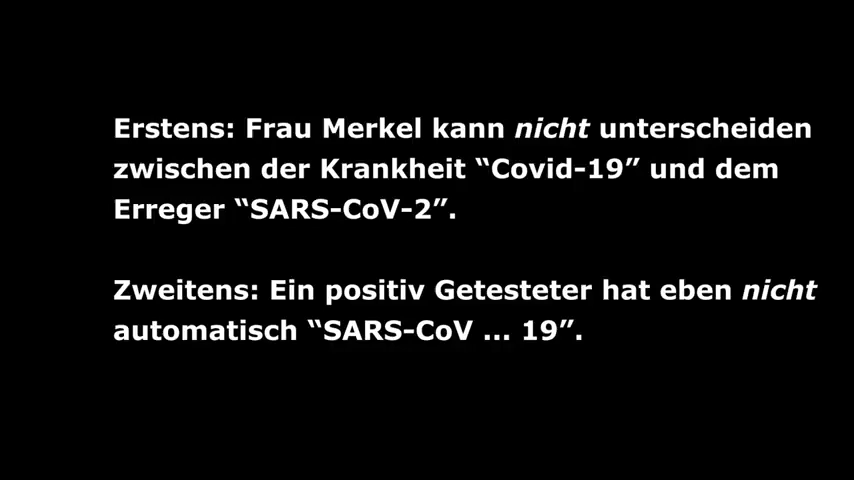 Erstens: Frau Merkel kann nicht unterscheiden
zwischen der Krankheit “Covid-19” und dem
Erreger “SARS-CoV-2”.
Zweitens: Ein positiv Getesteter hat eben nicht
automatisch “SARS-CoV ... 19”.